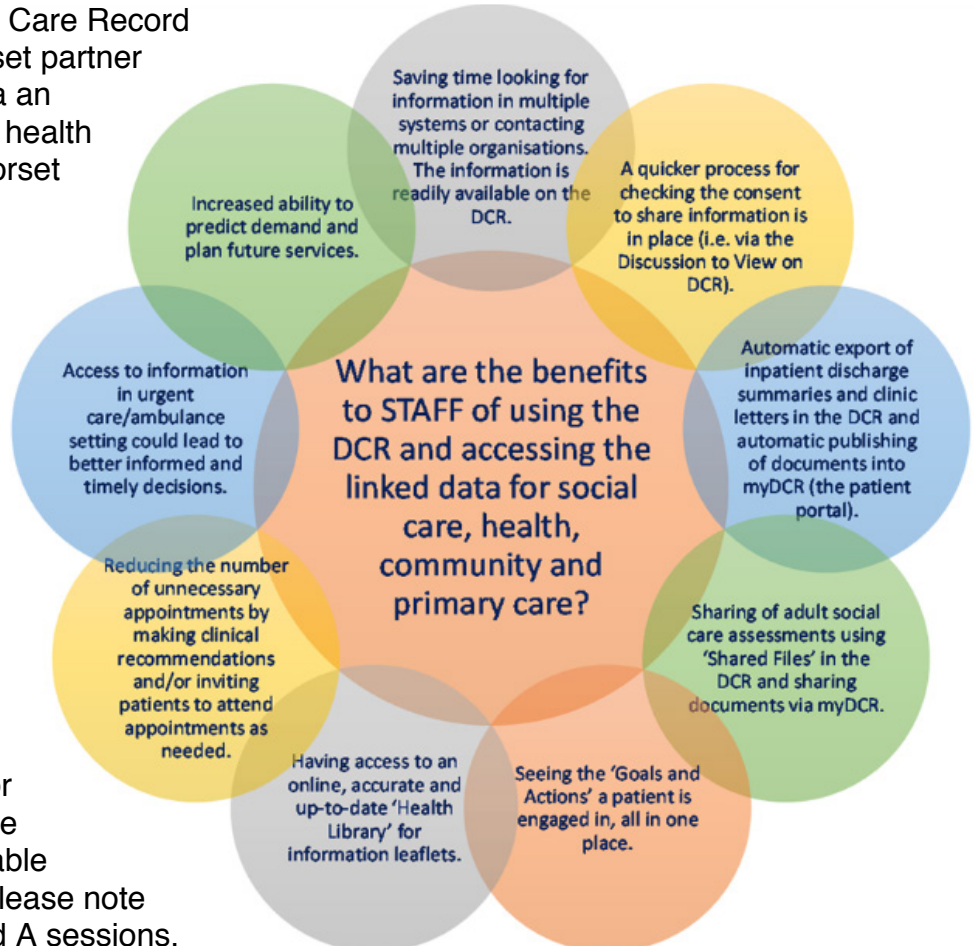 Care Record
set partner
a an
health
orset
Saving time looking for
information in multiple
systems or contacting
multiple organisations.
The information is
readily available on the
DCR.
A quicker process for
checking the consent
to share information is
in place (i.e. via the
Discussion to View on
DCR).
Automatic export of
inpatient discharge
summaries and clinic
letters in the DCR and
automatic publishing
of documents into
myDCR (the patient
portal).
Sharing of adult social
care assessments using
‘Shared Files’ in the
DCR and sharing
documents via myDCR.
Seeing the ‘Goals and
Actions’ a patient is
engaged in, all in one
place.
Having access to an
online, accurate and
up-to-date ‘Health
Library’ for
information leaflets.
Reducing the number
of unnecessary
appointments by
making clinical
recommendations
and/or inviting
patients to attend
appointments as
needed.
Access to information
in urgent
care/ambulance
setting could lead to
better informed and
timely decisions.
Increased ability to
predict demand and
plan future services.
What are the benefits
to STAFF of using the
DCR and accessing the
linked data for social
care, health,
community and
primary care?
or
e
able
lease note
d A sessions.